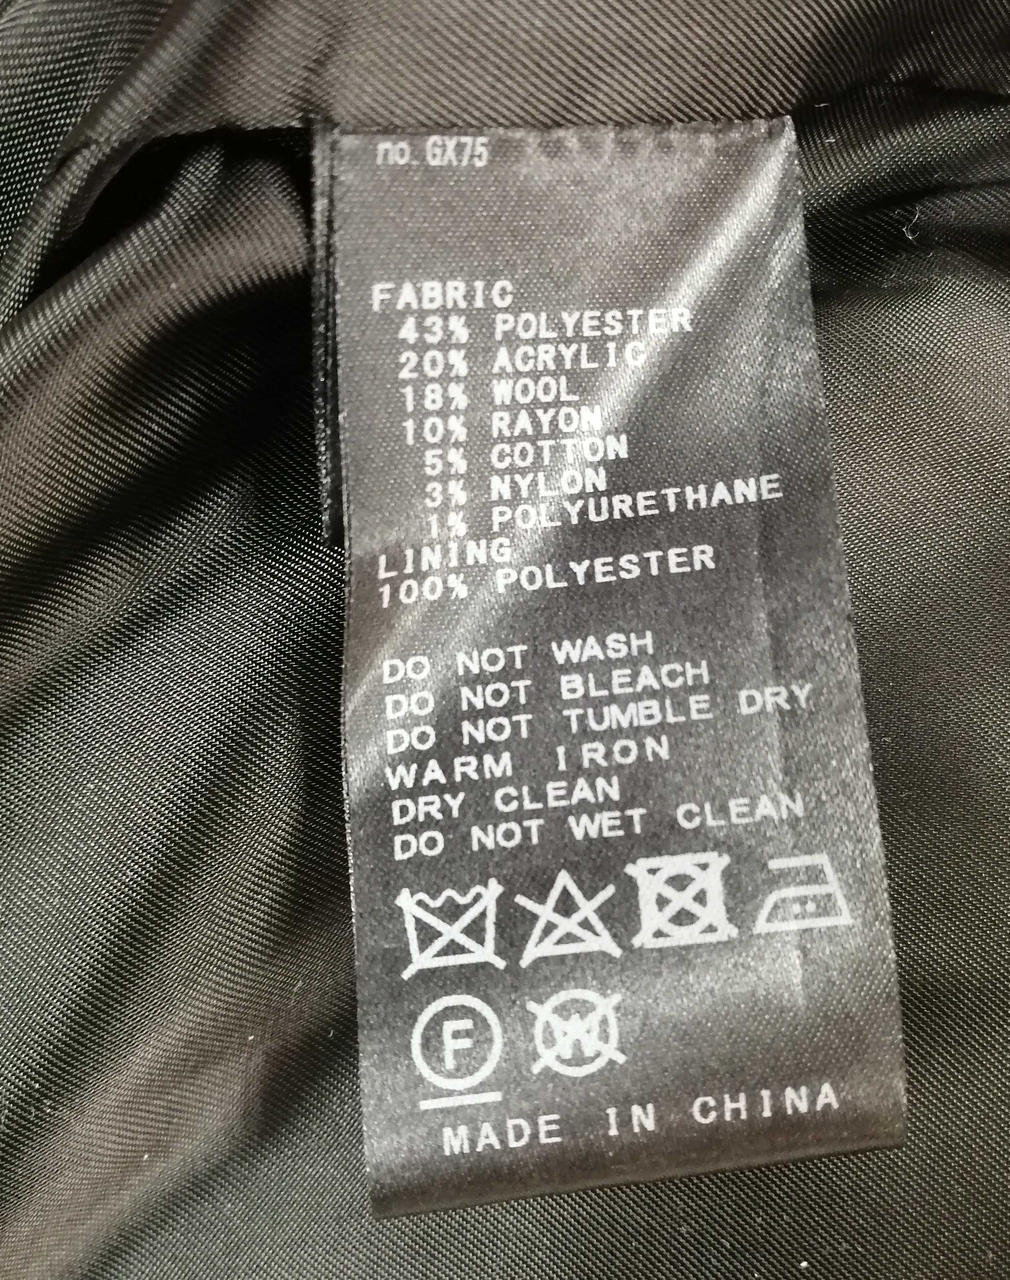 no. GX75
FABRIC
43% POLYESTER
20% ACRYLIC
18% WOOL
10% RAYON
5% COTTON
3% NYLON
1% POLYURETHANE
LINING
100% POLYESTER
DO NOT WASH
DO NOT BLEACH
DO NOT TUMBLE DRY
WARM IRON
DRY CLEAN
DO NOT WET CLEAN
F W
MADE IN CHINA